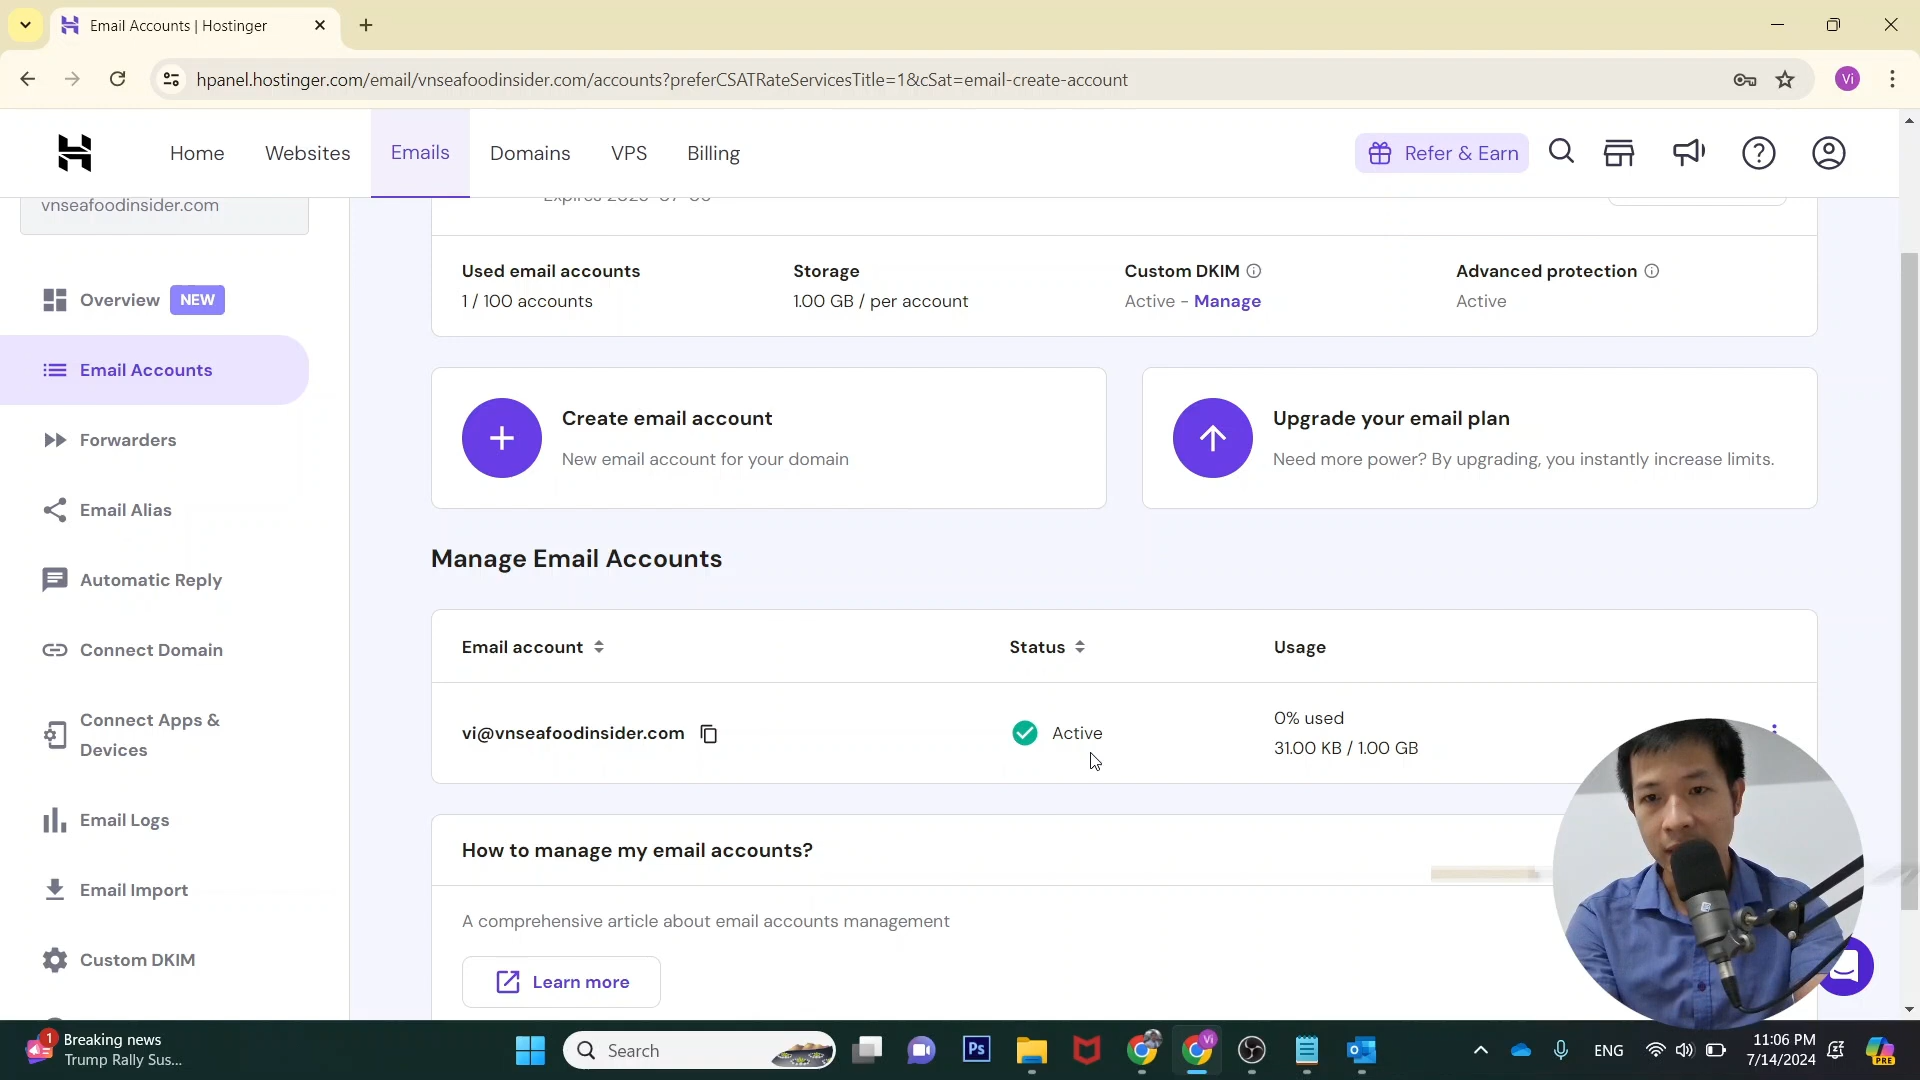 Email Accounts | Hostinger
hpanel.hostinger.com/email/vnseafoodinsider.com/accounts?preferCSATRateServicesTitle=1&cSat=email-create-account
Vi
Home
Websites
Emails
Domains
VPS
Billing
Refer & Earn
vnseafoodinsider.com
Overview NEW
Email Accounts
Forwarders
Email Alias
Automatic Reply
Connect Domain
Connect Apps &
Devices
Email Logs
Email Import
Custom DKIM
Used email accounts
1 / 100 accounts
Storage
1.00 GB / per account
Custom DKIM
Active - Manage
Advanced protection
Active
Create email account
New email account for your domain
Upgrade your email plan
Need more power? By upgrading, you instantly increase limits.
Manage Email Accounts
Email account
Status
Usage
vi@vnseafoodinsider.com
Active
0% used
31.00 KB / 1.00 GB
How to manage my email accounts?
A comprehensive article about email accounts management
Learn more
1
Breaking news
Trump Rally Sus...
Search
Ps
Vi
ENG
11:06 PM
7/14/2024
PRE